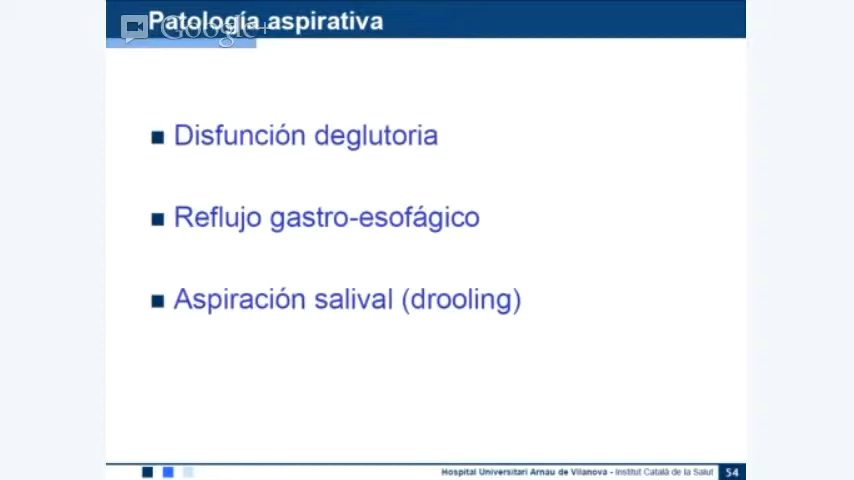 Patología aspirativa
Google+
Disfunción deglutoria
Reflujo gastro-esofágico
Aspiración salival (drooling)
Hospital Universitari Arnau de Vilanova - Institut Català de la Salut
54